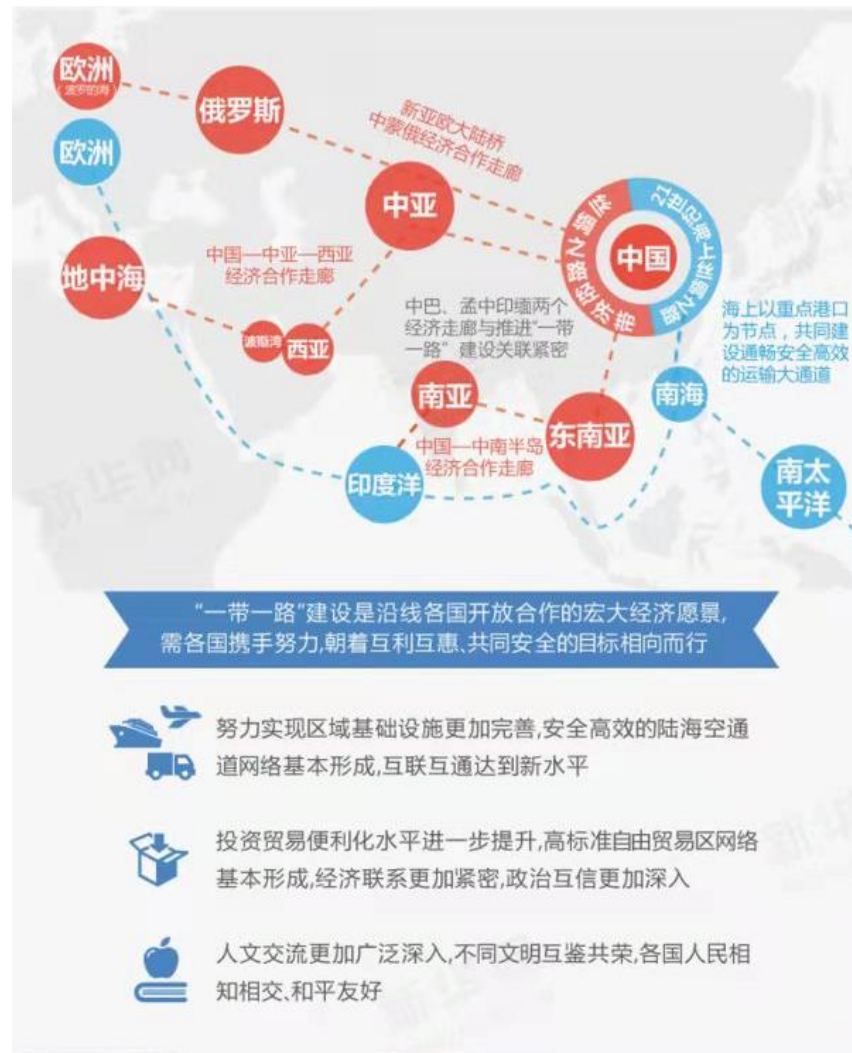 欧洲
（波罗的海）
俄罗斯
新亚欧大陆桥
中蒙俄经济合作走廊
欧洲
中亚
丝绸之路经济带
21世纪海上丝绸之路
中国
地中海
中国—中亚—西亚
经济合作走廊
波斯湾
西亚
中巴、孟中印缅两个
经济走廊与推进“一带
一路”建设关联紧密
海上以重点港口
为节点，共同建
设通畅安全高效
的运输大通道
南亚
南海
东南亚
中国—中南半岛
经济合作走廊
印度洋
南太
平洋
“一带一路”建设是沿线各国开放合作的宏大经济愿景,
需各国携手努力,朝着互利互惠、共同安全的目标相向而行
努力实现区域基础设施更加完善,安全高效的陆海空通
道网络基本形成,互联互通达到新水平
投资贸易便利化水平进一步提升,高标准自由贸易区网络
基本形成,经济联系更加紧密,政治互信更加深入
人文交流更加广泛深入,不同文明互鉴共荣,各国人民相
知相交、和平友好